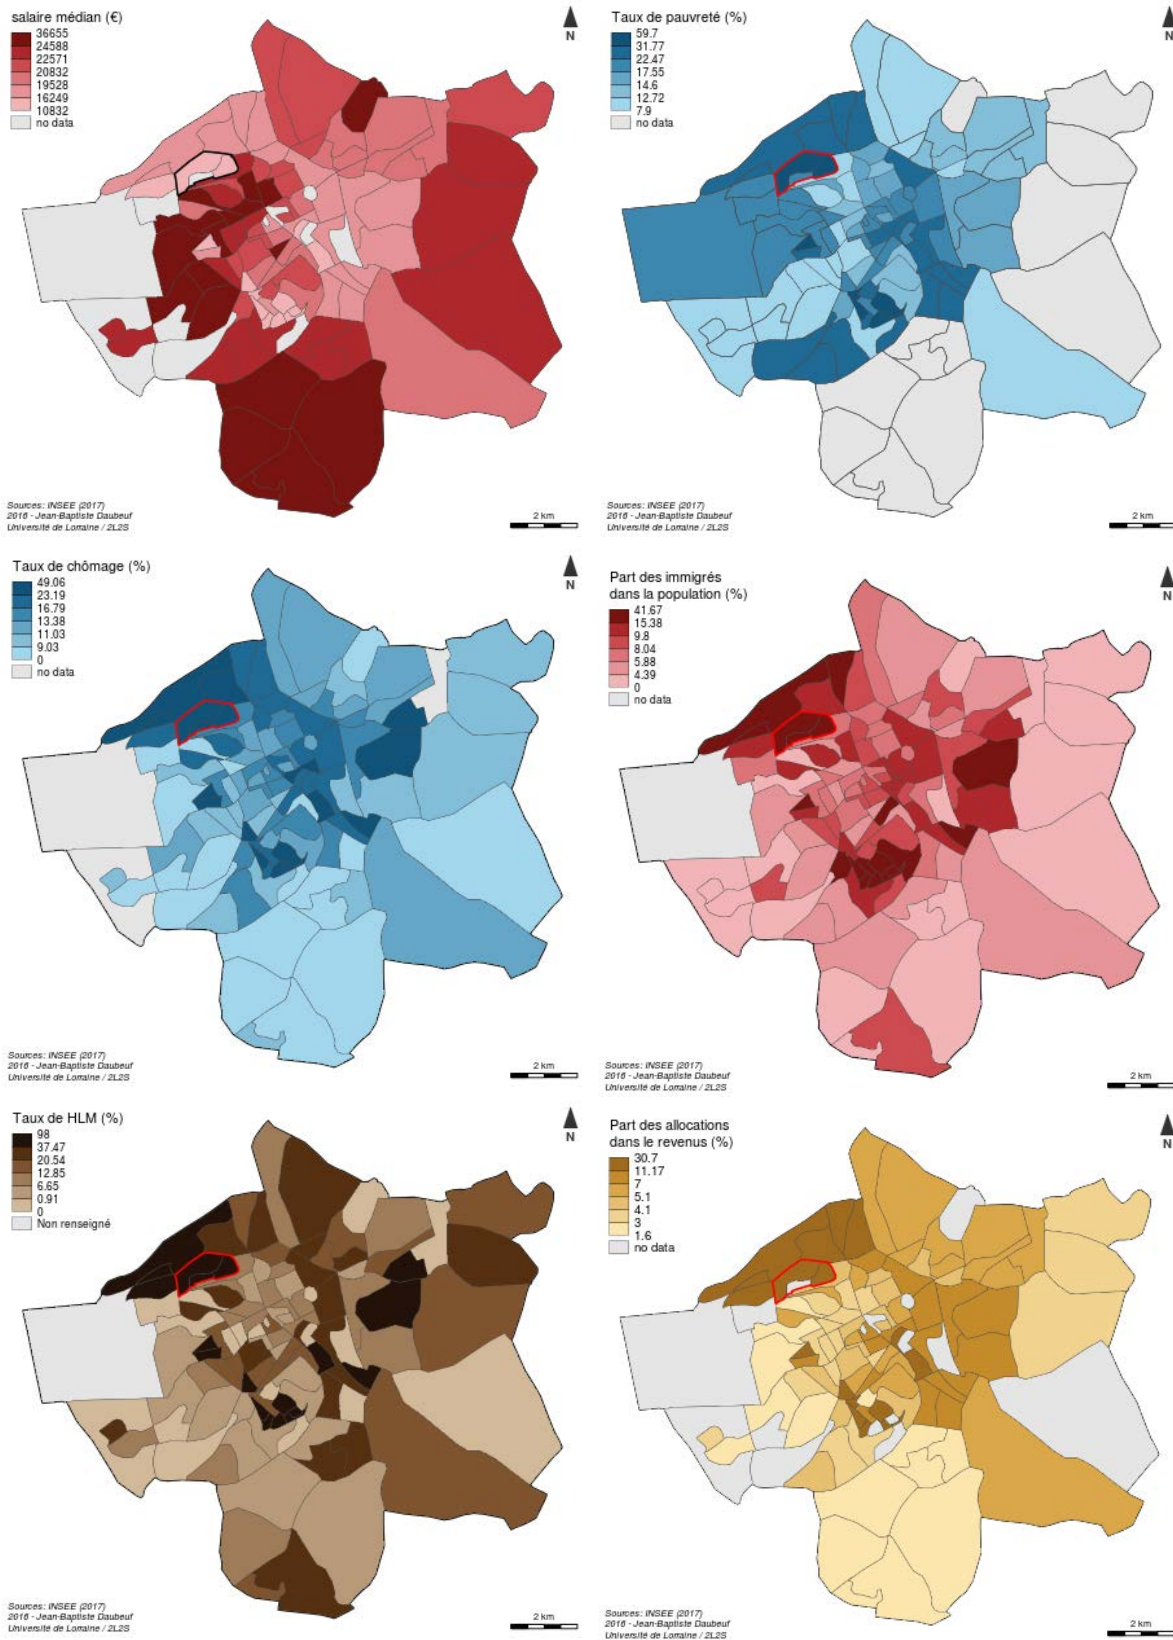 salaire médian (€)
36655
24588
22571
20832
19528
16249
10832
no data
N
Sources: INSEE (2017)
2016 - Jean-Baptiste Daubeuf
Université de Lorraine / 2L2S
2 km
Taux de pauvreté (%)
59.7
31.77
22.47
17.55
14.6
12.72
7.9
no data
N
Sources: INSEE (2017)
2016 - Jean-Baptiste Daubeuf
Université de Lorraine / 2L2S
2 km
Taux de chômage (%)
49.06
23.19
16.79
13.38
11.03
9.03
0
no data
N
Sources: INSEE (2017)
2016 - Jean-Baptiste Daubeuf
Université de Lorraine / 2L2S
2 km
Part des immigrés
dans la population (%)
41.67
15.38
9.8
8.04
5.88
4.39
0
no data
N
Sources: INSEE (2017)
2016 - Jean-Baptiste Daubeuf
Université de Lorraine / 2L2S
2 km
Taux de HLM (%)
98
37.47
20.54
12.85
6.65
0.91
0
Non renseigné
N
Sources: INSEE (2017)
2016 - Jean-Baptiste Daubeuf
Université de Lorraine / 2L2S
2 km
Part des allocations
dans le revenus (%)
30.7
11.17
7
5.1
4.1
3
1.6
no data
N
Sources: INSEE (2017)
2016 - Jean-Baptiste Daubeuf
Université de Lorraine / 2L2S
2 km